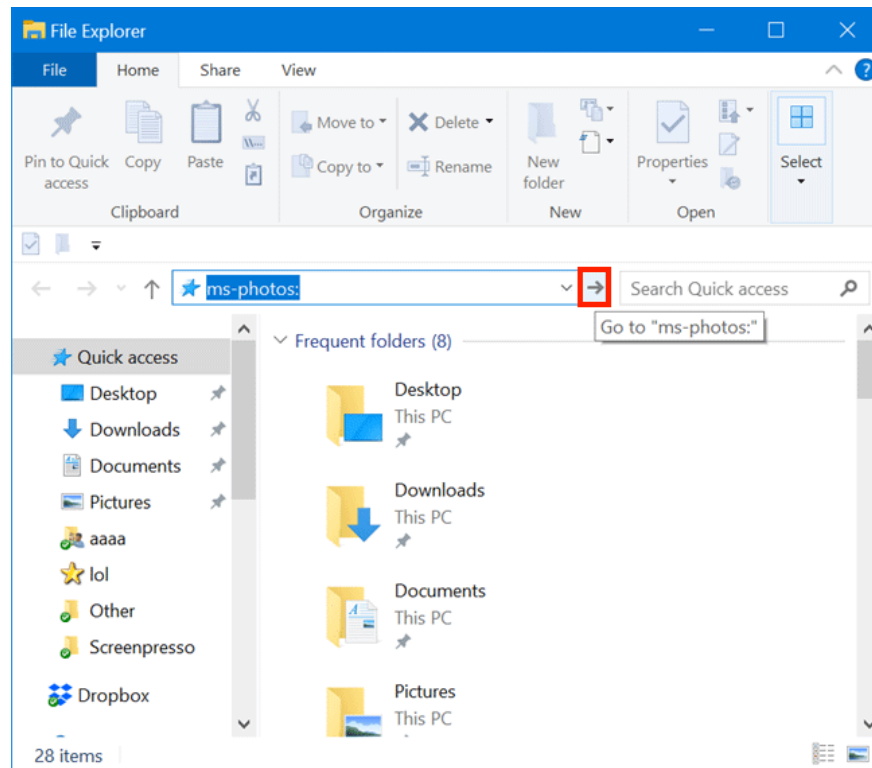 File Explorer
File Home Share View
Pin to Quick access
Copy
Paste
Move to
Copy to
Delete
Rename
New folder
Properties
Select
Clipboard Organize New Open
ms-photos:
Search Quick access
Go to "ms-photos:"
Quick access
Desktop
Downloads
Documents
Pictures
aaaa
lol
Other
Screenpresso
Dropbox
Frequent folders (8)
Desktop
This PC
Downloads
This PC
Documents
This PC
Pictures
This PC
28 items